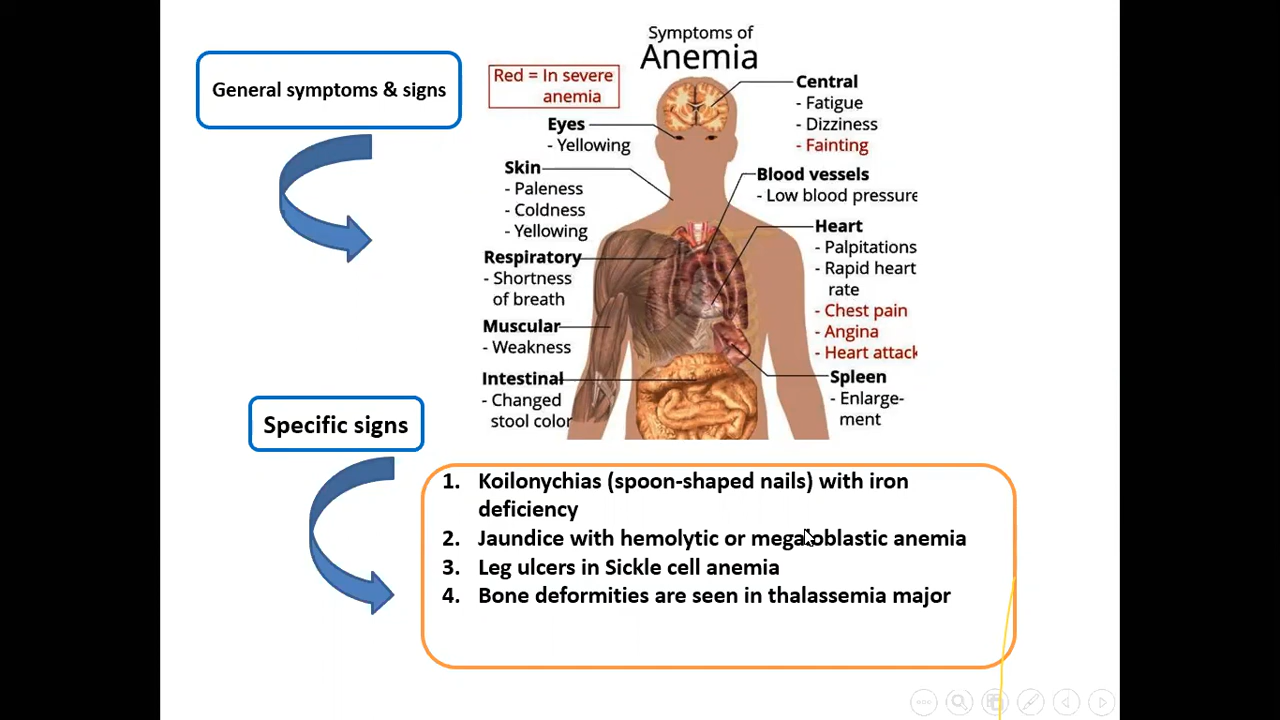 General symptoms & signs
Symptoms of
Anemia
Red = In severe
anemia
Eyes
- Yellowing
Skin
- Paleness
- Coldness
- Yellowing
Respiratory
- Shortness
of breath
Muscular
- Weakness
Intestinal
- Changed
stool color
Central
- Fatigue
- Dizziness
- Fainting
Blood vessels
- Low blood pressure
Heart
- Palpitations
- Rapid heart
rate
- Chest pain
- Angina
- Heart attack
Spleen
- Enlarge-
ment
Specific signs
1. Koilonychias (spoon-shaped nails) with iron
deficiency
2. Jaundice with hemolytic or megaloblastic anemia
3. Leg ulcers in Sickle cell anemia
4. Bone deformities are seen in thalassemia major